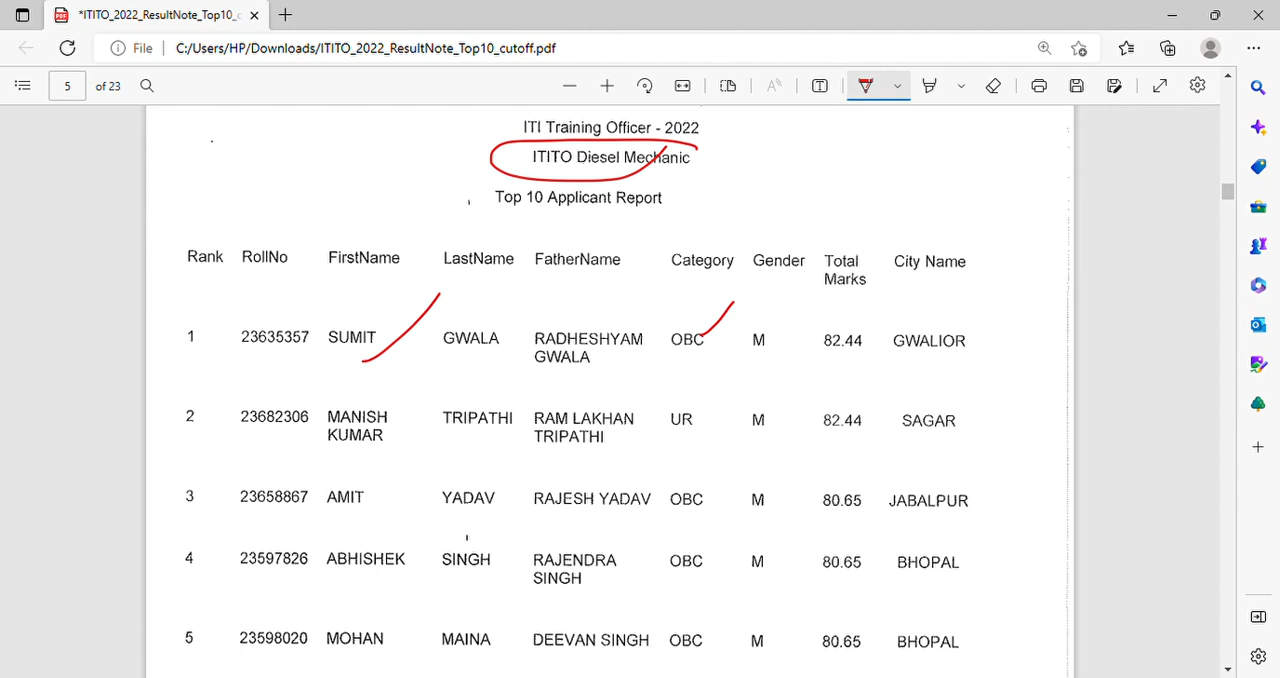 *ITITO_2022_ResultNote_Top10_c
File C:/Users/HP/Downloads/ITITO_2022_ResultNote_Top10_cutoff.pdf
5 of 23
ITI Training Officer - 2022
ITITO Diesel Mechanic
Top 10 Applicant Report
Rank RollNo FirstName LastName FatherName Category Gender Total Marks City Name
1 23635357 SUMIT GWALA RADHESHYAM GWALA OBC M 82.44 GWALIOR
2 23682306 MANISH KUMAR TRIPATHI RAM LAKHAN TRIPATHI UR M 82.44 SAGAR
3 23658867 AMIT YADAV RAJESH YADAV OBC M 80.65 JABALPUR
4 23597826 ABHISHEK SINGH RAJENDRA SINGH OBC M 80.65 BHOPAL
5 23598020 MOHAN MAINA DEEVAN SINGH OBC M 80.65 BHOPAL